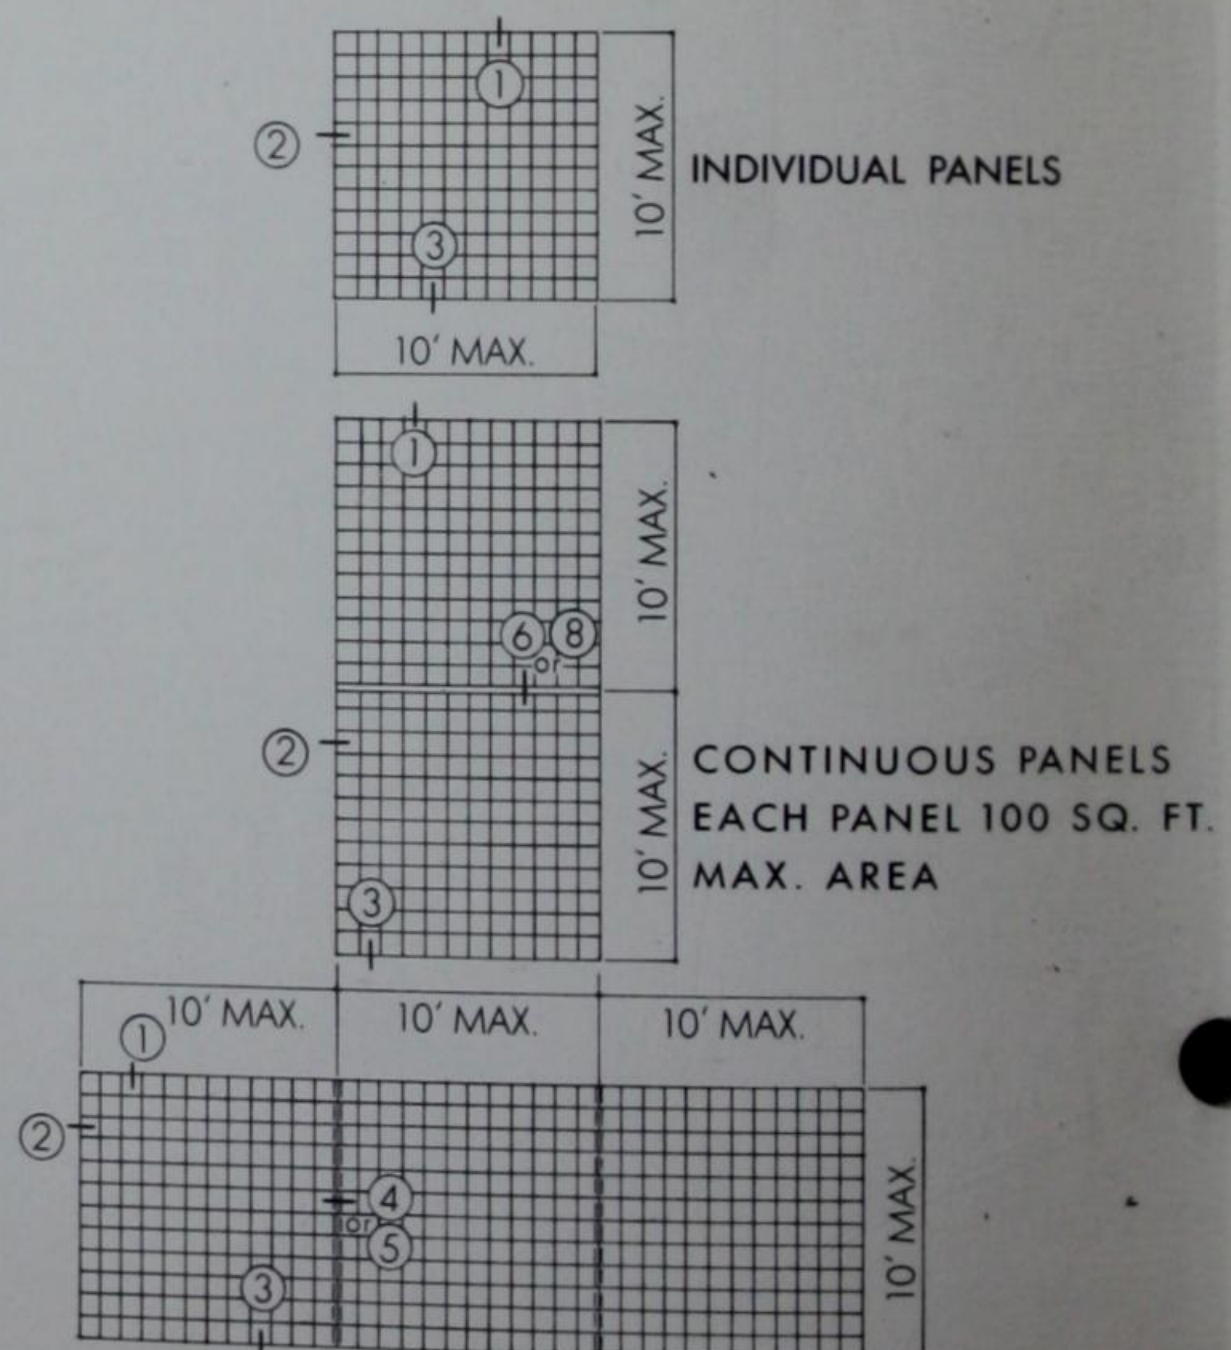 ①
②
③
10′ MAX.
INDIVIDUAL PANELS
10′ MAX.
①
10′ MAX.
⑥ or ⑧
②
10′ MAX.
CONTINUOUS PANELS
EACH PANEL 100 SQ. FT.
MAX. AREA
③
10′ MAX. 10′ MAX. 10′ MAX.
①
②
④
or
⑤
③
10′ MAX.